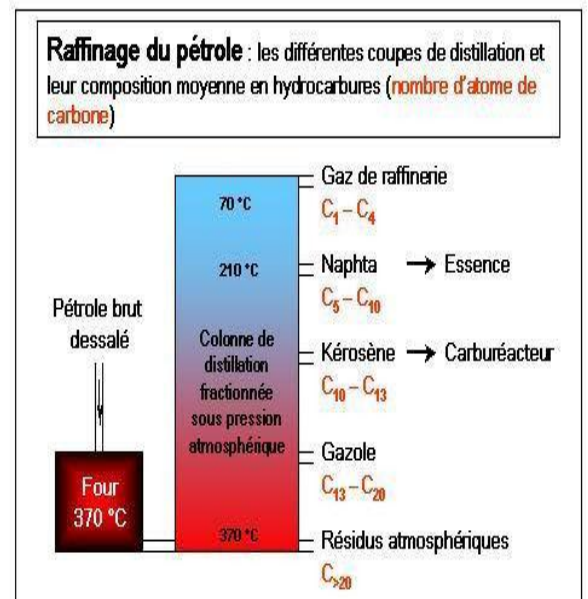 Raffinage du pétrole : les différentes coupes de distillation et
leur composition moyenne en hydrocarbures (nombre d'atome de
carbone)
Gaz de raffinerie
C₁ – C₄
70 °C
Naphta → Essence
C₅ – C₁₀
210 °C
Pétrole brut
dessalé
Kérosène → Carburéacteur
C₁₀ – C₁₃
Colonne de
distillation
fractionnée
sous pression
atmosphérique
Gazole
C₁₃ – C₂₀
Four
370 °C
370 °C
Résidus atmosphériques
C>₂₀